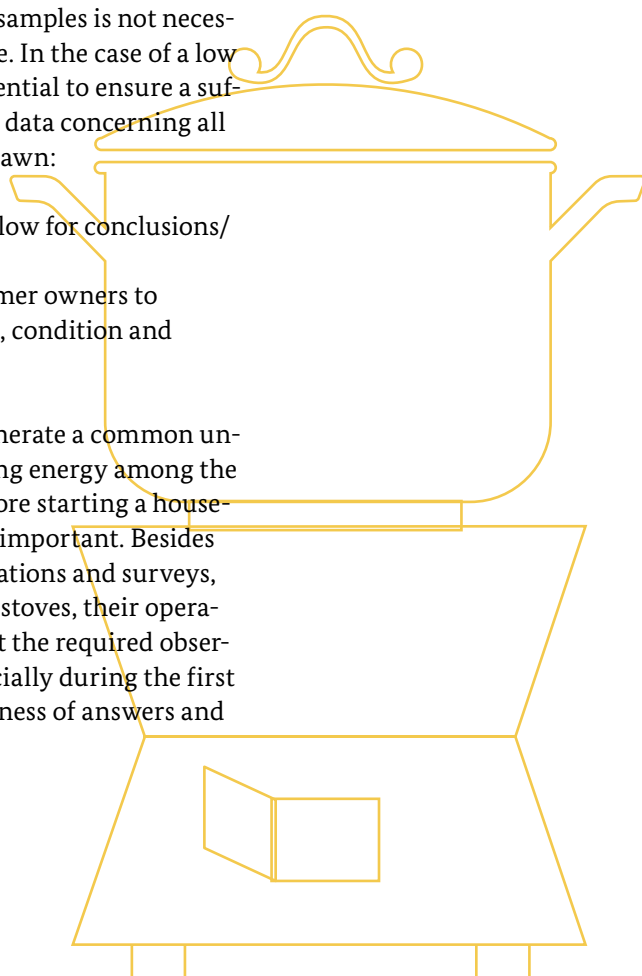 samples is not neces-
e. In the case of a low
ential to ensure a suf-
data concerning all
awn:
low for conclusions/
mer owners to
, condition and
nerate a common un-
ng energy among the
ore starting a house-
important. Besides
ations and surveys,
stoves, their opera-
t the required obser-
cially during the first
ness of answers and